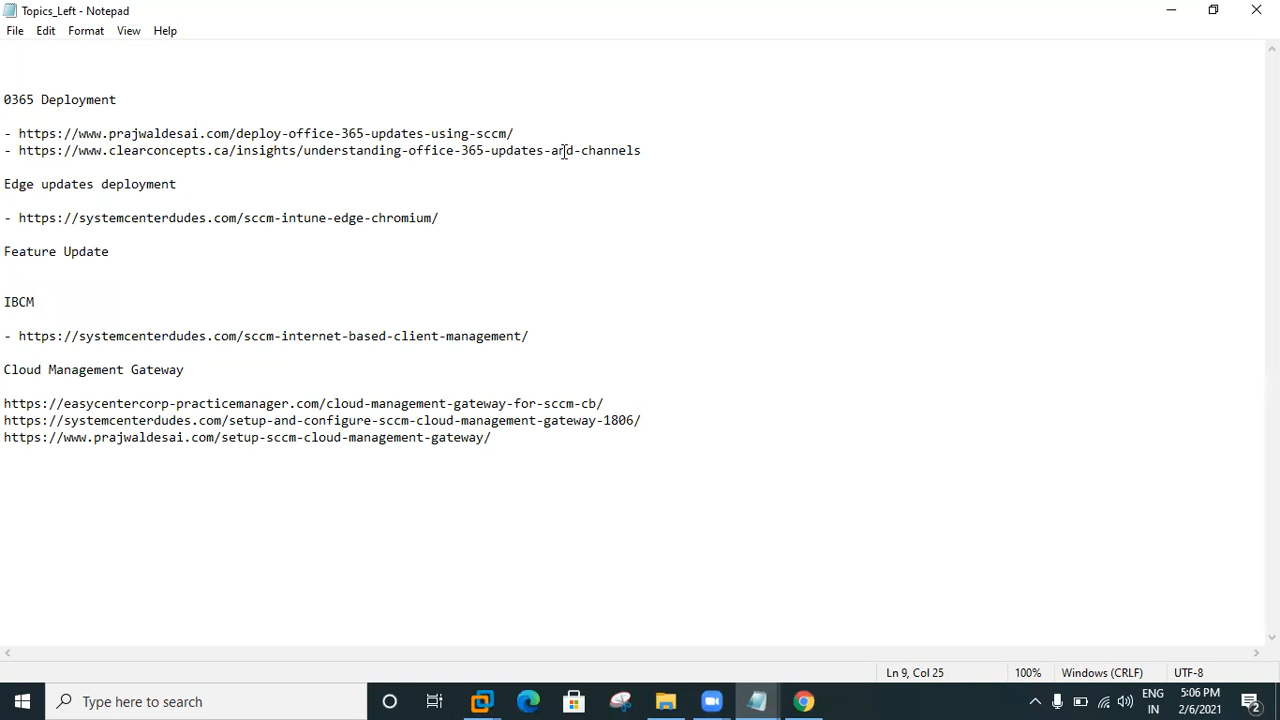 Topics_Left - Notepad
File Edit Format View Help
0365 Deployment
- https://www.prajwaldesai.com/deploy-office-365-updates-using-sccm/
- https://www.clearconcepts.ca/insights/understanding-office-365-updates-and-channels
Edge updates deployment
- https://systemcenterdudes.com/sccm-intune-edge-chromium/
Feature Update
IBCM
- https://systemcenterdudes.com/sccm-internet-based-client-management/
Cloud Management Gateway
https://easycentercorp-practicemanager.com/cloud-management-gateway-for-sccm-cb/
https://systemcenterdudes.com/setup-and-configure-sccm-cloud-management-gateway-1806/
https://www.prajwaldesai.com/setup-sccm-cloud-management-gateway/
Ln 9, Col 25 100% Windows (CRLF) UTF-8
Type here to search
ENG 5:06 PM
IN 2/6/2021 2